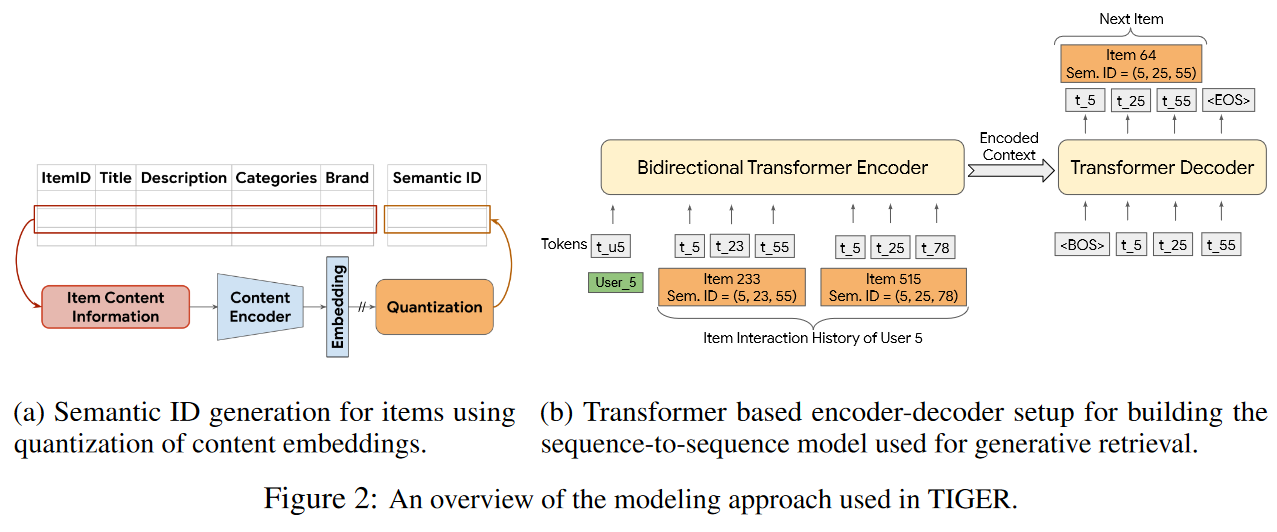 ItemID Title Description Categories Brand Semantic ID
Item Content
Information
Content
Encoder
Embedding
//
Quantization
Next Item
Item 64
Sem. ID = (5, 25, 55)
t_5 t_25 t_55 <EOS>
Bidirectional Transformer Encoder
Encoded
Context
Transformer Decoder
Tokens t_u5 t_5 t_23 t_55 t_5 t_25 t_78
<BOS> t_5 t_25 t_55
User_5
Item 233
Sem. ID = (5, 23, 55)
Item 515
Sem. ID = (5, 25, 78)
Item Interaction History of User 5
(a) Semantic ID generation for items using
quantization of content embeddings.
(b) Transformer based encoder-decoder setup for building the
sequence-to-sequence model used for generative retrieval.
Figure 2: An overview of the modeling approach used in TIGER.